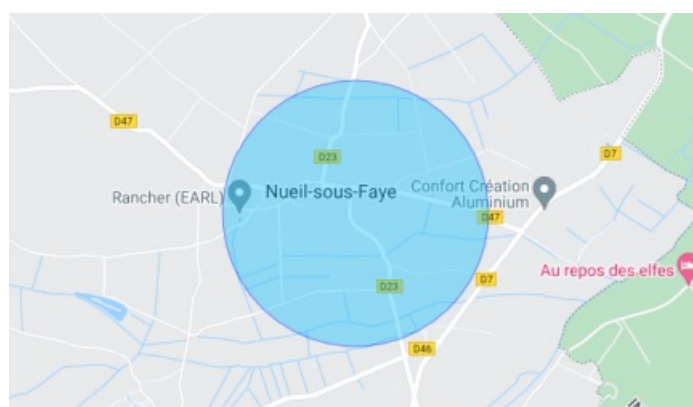 D47
D23
D7
Rancher (EARL)
Nueil-sous-Faye
Confort Création
Aluminium
D47
Au repos des elfes
D7
D23
D46